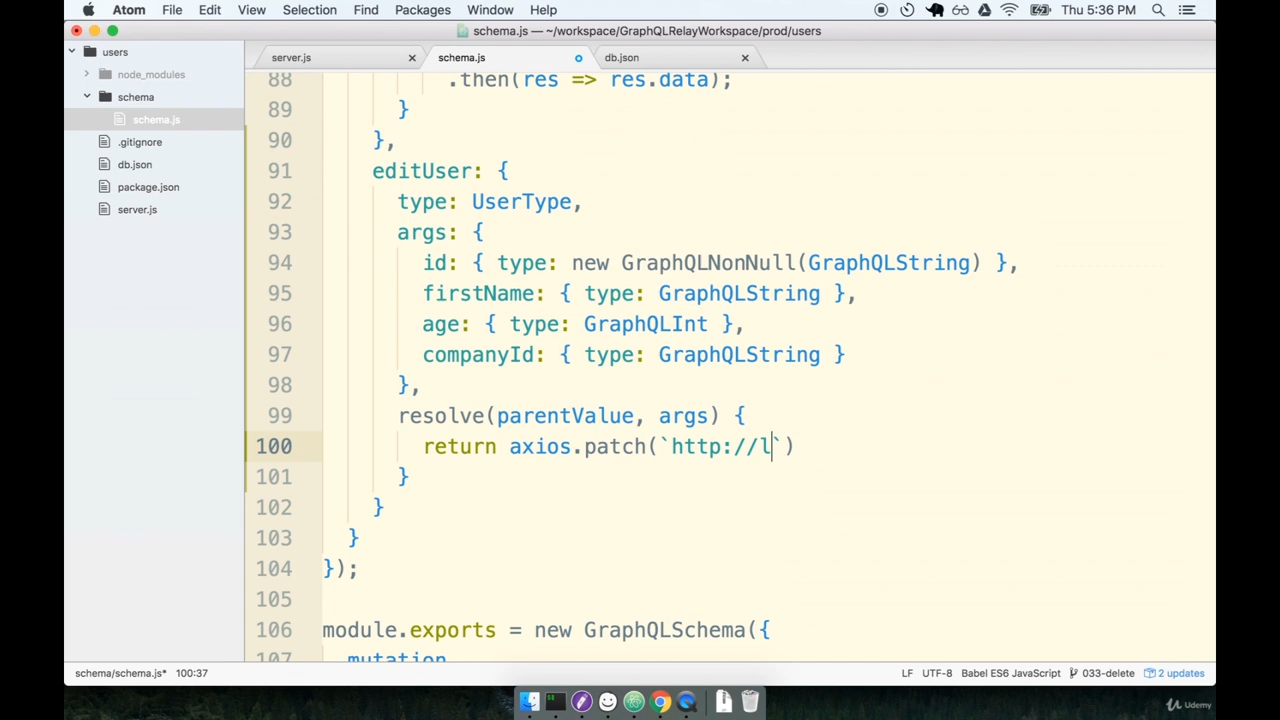 Atom File Edit View Selection Find Packages Window Help Thu 5:36 PM
schema.js — ~/workspace/GraphQLRelayWorkspace/prod/users
users
node_modules
schema
schema.js
.gitignore
db.json
package.json
server.js
server.js schema.js db.json
88 .then(res => res.data);
89 }
90 },
91 editUser: {
92 type: UserType,
93 args: {
94 id: { type: new GraphQLNonNull(GraphQLString) },
95 firstName: { type: GraphQLString },
96 age: { type: GraphQLInt },
97 companyId: { type: GraphQLString }
98 },
99 resolve(parentValue, args) {
100 return axios.patch(`http://l`)
101 }
102 }
103 }
104 });
105
106 module.exports = new GraphQLSchema({
107 mutation
schema/schema.js* 100:37 LF UTF-8 Babel ES6 JavaScript 033-delete 2 updates
Udemy